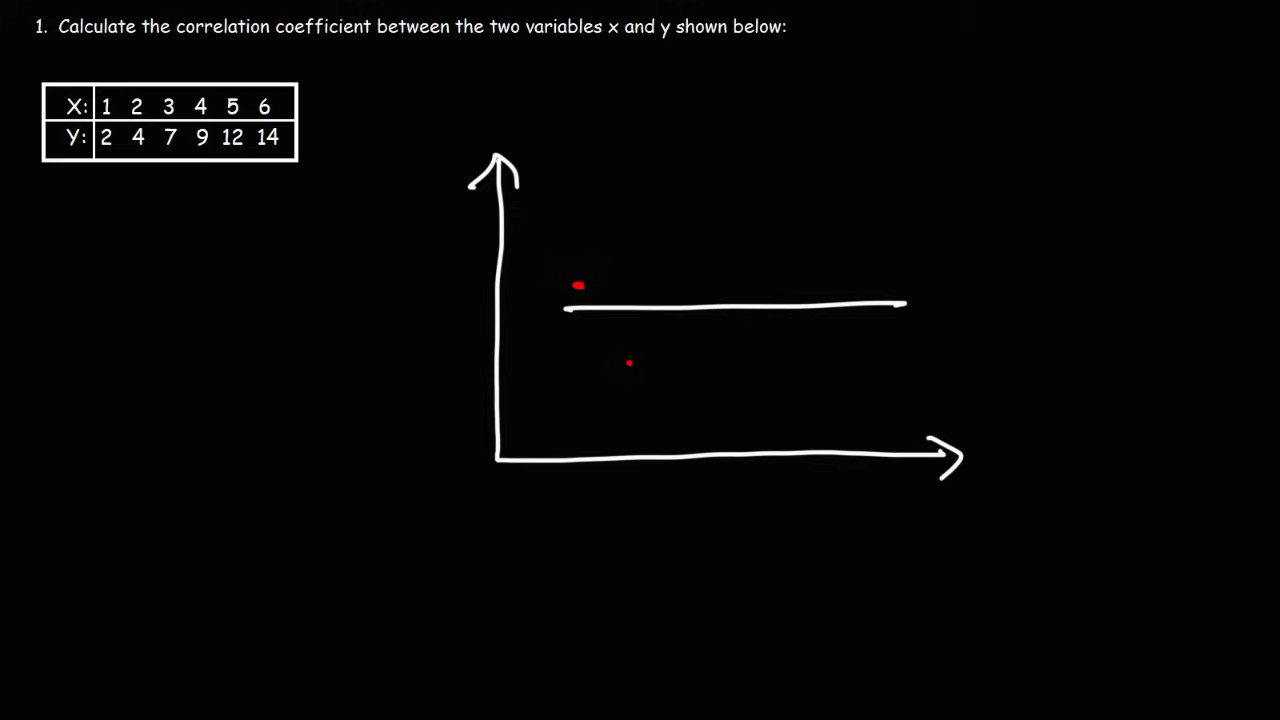 1. Calculate the correlation coefficient between the two variables x and y shown below:
X: 1 2 3 4 5 6
Y: 2 4 7 9 12 14